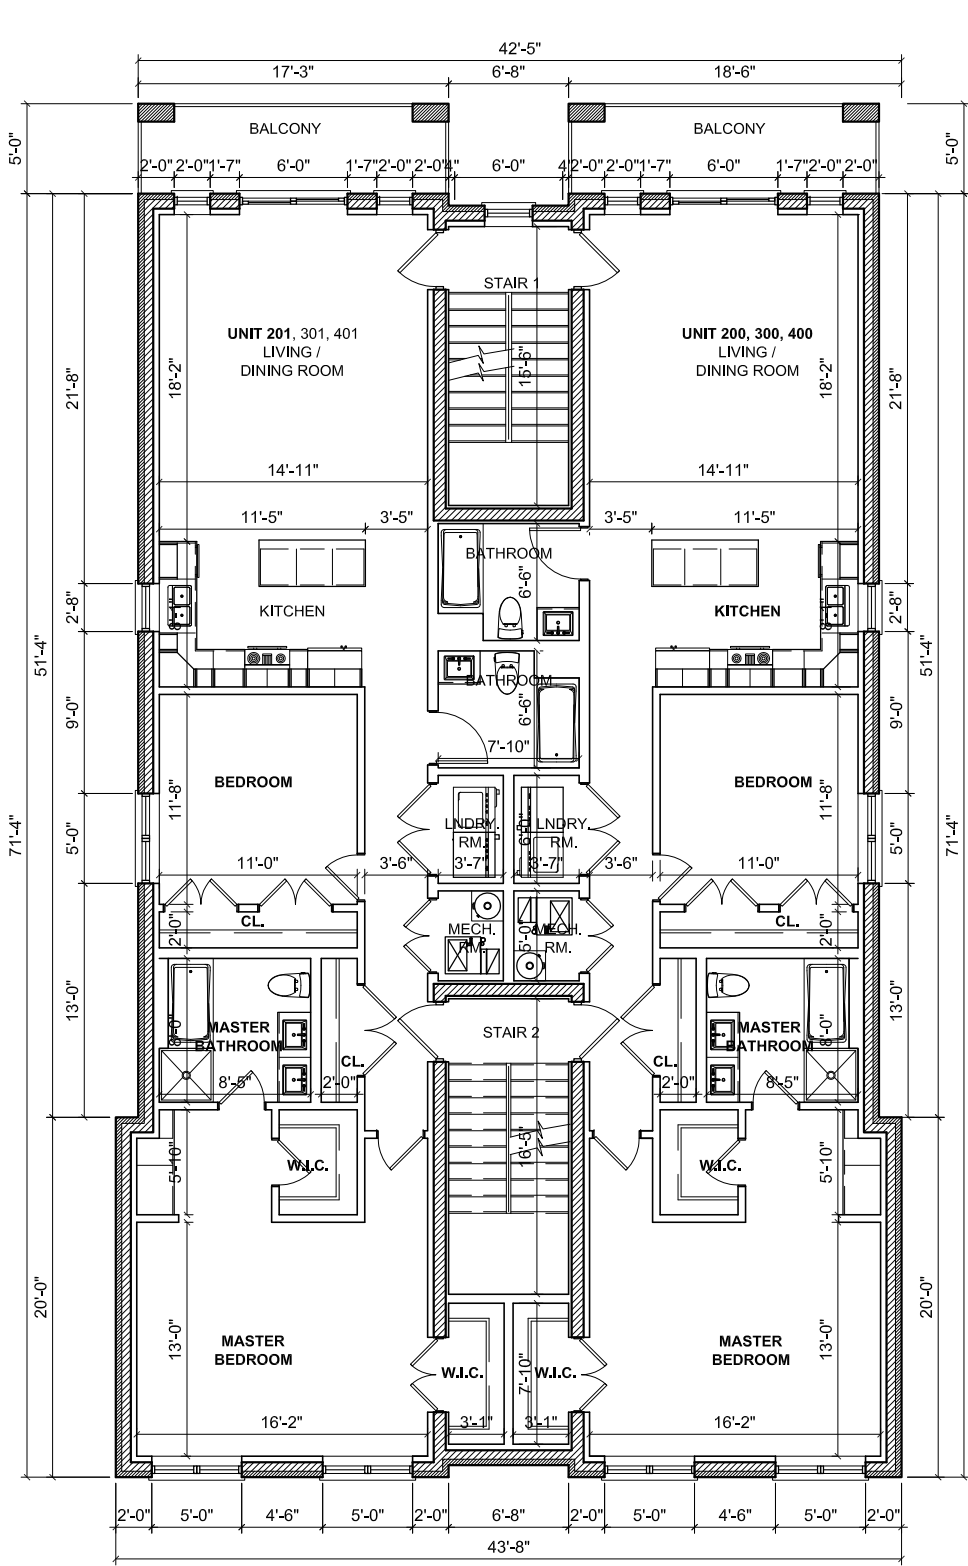 42'-5"
17'-3" 6'-8" 18'-6"
5'-0" BALCONY BALCONY 5'-0"
2'-0" 2'-0" 1'-7" 6'-0" 1'-7" 2'-0" 2'-0" 4" 6'-0" 2'-0" 2'-0" 1'-7" 6'-0" 1'-7" 2'-0" 2'-0"
STAIR 1
UNIT 201, 301, 401
LIVING /
DINING ROOM
UNIT 200, 300, 400
LIVING /
DINING ROOM
21'-8" 18'-2" 15'-6" 18'-2" 21'-8"
14'-11" 14'-11"
11'-5" 3'-5" 3'-5" 11'-5"
BATHROOM
6'-6"
2'-8" KITCHEN KITCHEN 2'-8"
51'-4" 51'-4"
BATHROOM
6'-6"
9'-0" 9'-0"
7'-10"
BEDROOM BEDROOM
11'-8" 11'-8"
71'-4" 5'-0" 5'-0" 71'-4"
LNDRY.
RM.
6'-0"
LNDRY.
RM.
11'-0" 3'-6" 3'-7" 3'-7" 3'-6" 11'-0"
CL. CL.
2'-0" 2'-0"
MECH.
RM.
5'-0"
MECH.
RM.
13'-0" 13'-0"
STAIR 2
MASTER
BATHROOM
MASTER
BATHROOM
8'-0" 8'-0"
CL. CL.
8'-5" 2'-0" 2'-0" 8'-5"
5'-10" W.I.C. 16'-5" W.I.C. 5'-10"
20'-0" 20'-0"
13'-0" 13'-0"
MASTER
BEDROOM
MASTER
BEDROOM
W.I.C. 7'-10" W.I.C.
16'-2" 3'-1" 3'-1" 16'-2"
2'-0" 5'-0" 4'-6" 5'-0" 2'-0" 6'-8" 2'-0" 5'-0" 4'-6" 5'-0" 2'-0"
43'-8"